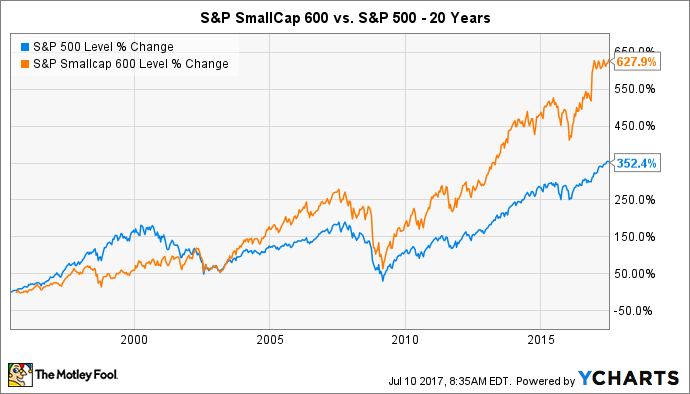 S&P SmallCap 600 vs. S&P 500 - 20 Years
S&P 500 Level % Change
S&P Smallcap 600 Level % Change
650.0%
627.9%
550.0%
450.0%
352.4%
250.0%
150.0%
50.00%
-50.0%
2000 2005 2010 2015
The Motley Fool.
Jul 10 2017, 8:35AM EDT. Powered by YCHARTS